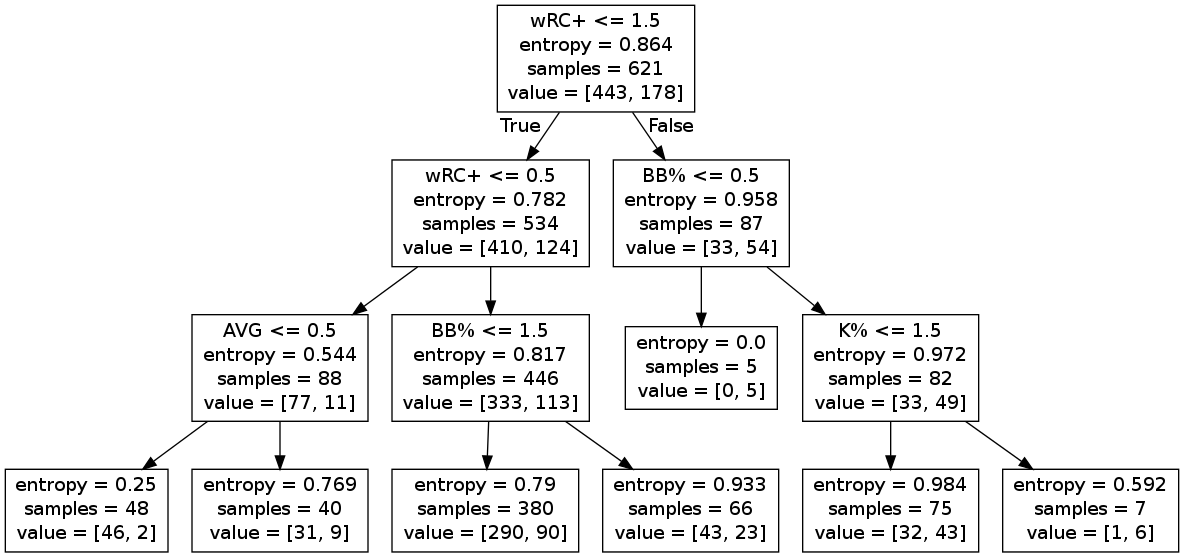 wRC+ <= 1.5
entropy = 0.864
samples = 621
value = [443, 178]
True
False
wRC+ <= 0.5
entropy = 0.782
samples = 534
value = [410, 124]
BB% <= 0.5
entropy = 0.958
samples = 87
value = [33, 54]
AVG <= 0.5
entropy = 0.544
samples = 88
value = [77, 11]
BB% <= 1.5
entropy = 0.817
samples = 446
value = [333, 113]
entropy = 0.0
samples = 5
value = [0, 5]
K% <= 1.5
entropy = 0.972
samples = 82
value = [33, 49]
entropy = 0.25
samples = 48
value = [46, 2]
entropy = 0.769
samples = 40
value = [31, 9]
entropy = 0.79
samples = 380
value = [290, 90]
entropy = 0.933
samples = 66
value = [43, 23]
entropy = 0.984
samples = 75
value = [32, 43]
entropy = 0.592
samples = 7
value = [1, 6]